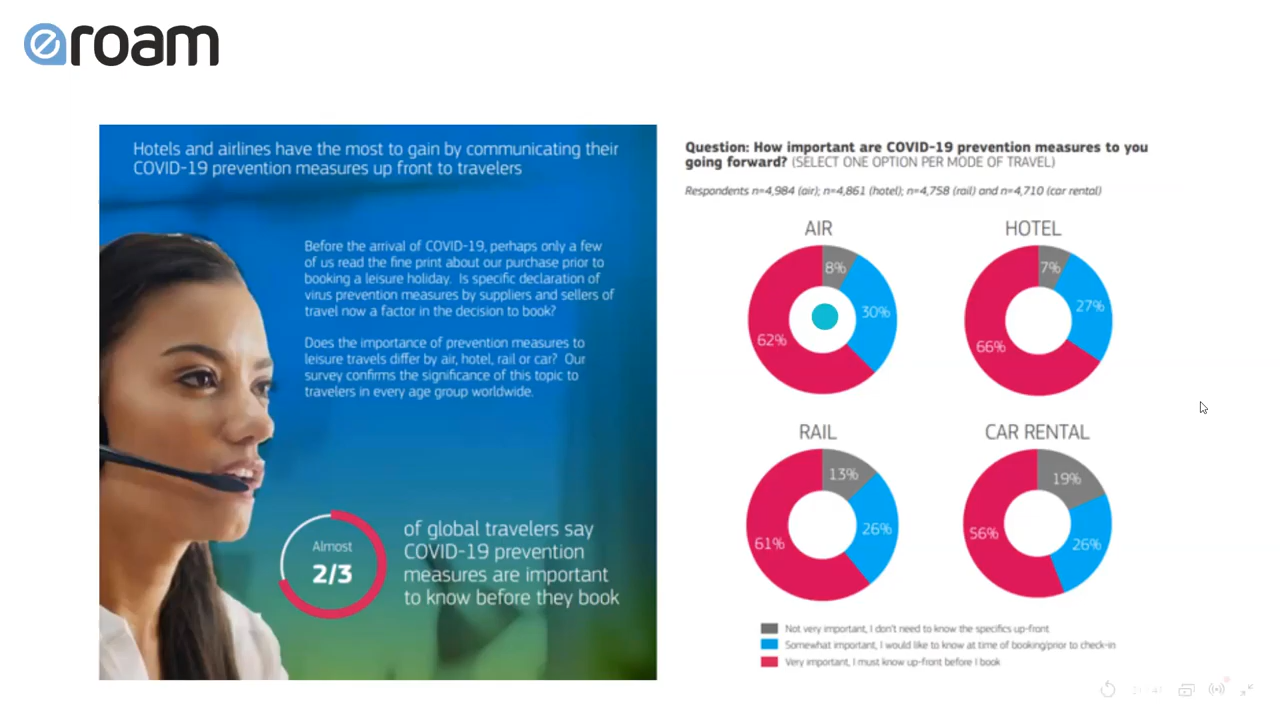 eroam
Hotels and airlines have the most to gain by communicating their
COVID-19 prevention measures up front to travelers
Before the arrival of COVID-19, perhaps only a few
of us read the fine print about our purchase prior to
booking a leisure holiday. Is specific declaration of
virus prevention measures by suppliers and sellers of
travel now a factor in the decision to book?
Does the importance of prevention measures to
leisure travels differ by air, hotel, rail or car? Our
survey confirms the significance of this topic to
travelers in every age group worldwide.
Almost
2/3
of global travelers say
COVID-19 prevention
measures are important
to know before they book
Question: How important are COVID-19 prevention measures to you
going forward? (SELECT ONE OPTION PER MODE OF TRAVEL)
Respondents n=4,984 (air); n=4,861 (hotel); n=4,758 (rail) and n=4,710 (car rental)
AIR
8%
30%
62%
HOTEL
7%
27%
66%
RAIL
13%
26%
61%
CAR RENTAL
19%
26%
56%
Not very important, I don't need to know the specifics up-front
Somewhat important, I would like to know at time of booking/prior to check-in
Very important, I must know up-front before I book